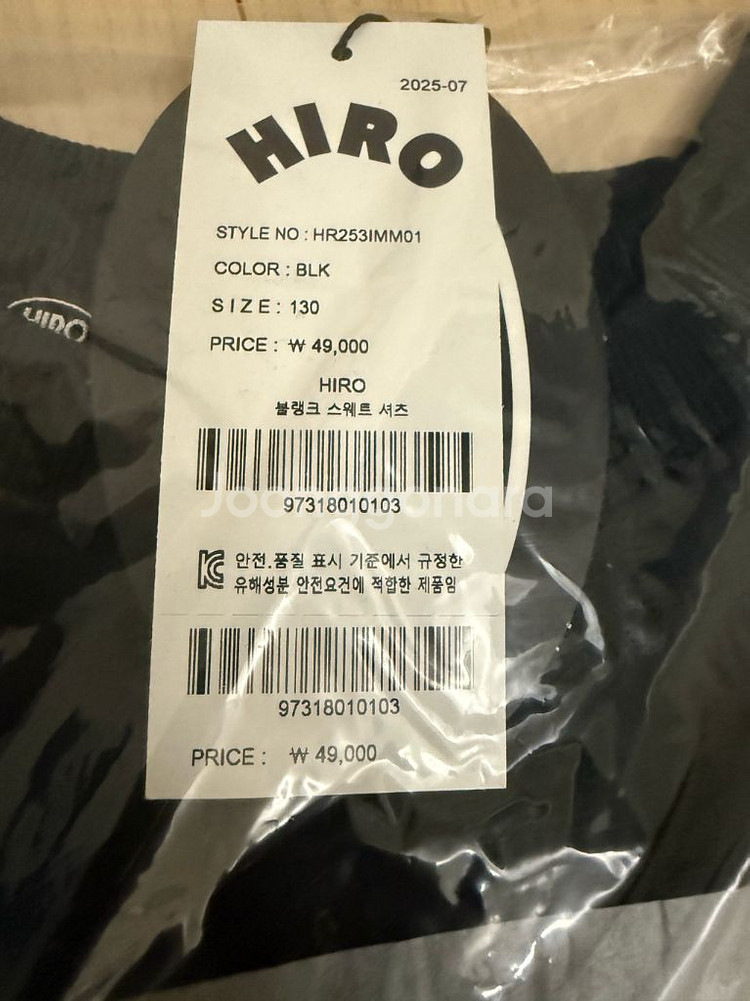 2025-07
HIRO
STYLE NO : HR253IMM01
COLOR : BLK
SIZE : 130
PRICE : ₩ 49,000
HIRO
블랭크 스웨트 셔츠
97318010103
Joonggonara
안전.품질 표시 기준에서 규정한
유해성분 안전요건에 적합한 제품임
97318010103
PRICE : ₩ 49,000
HIRO